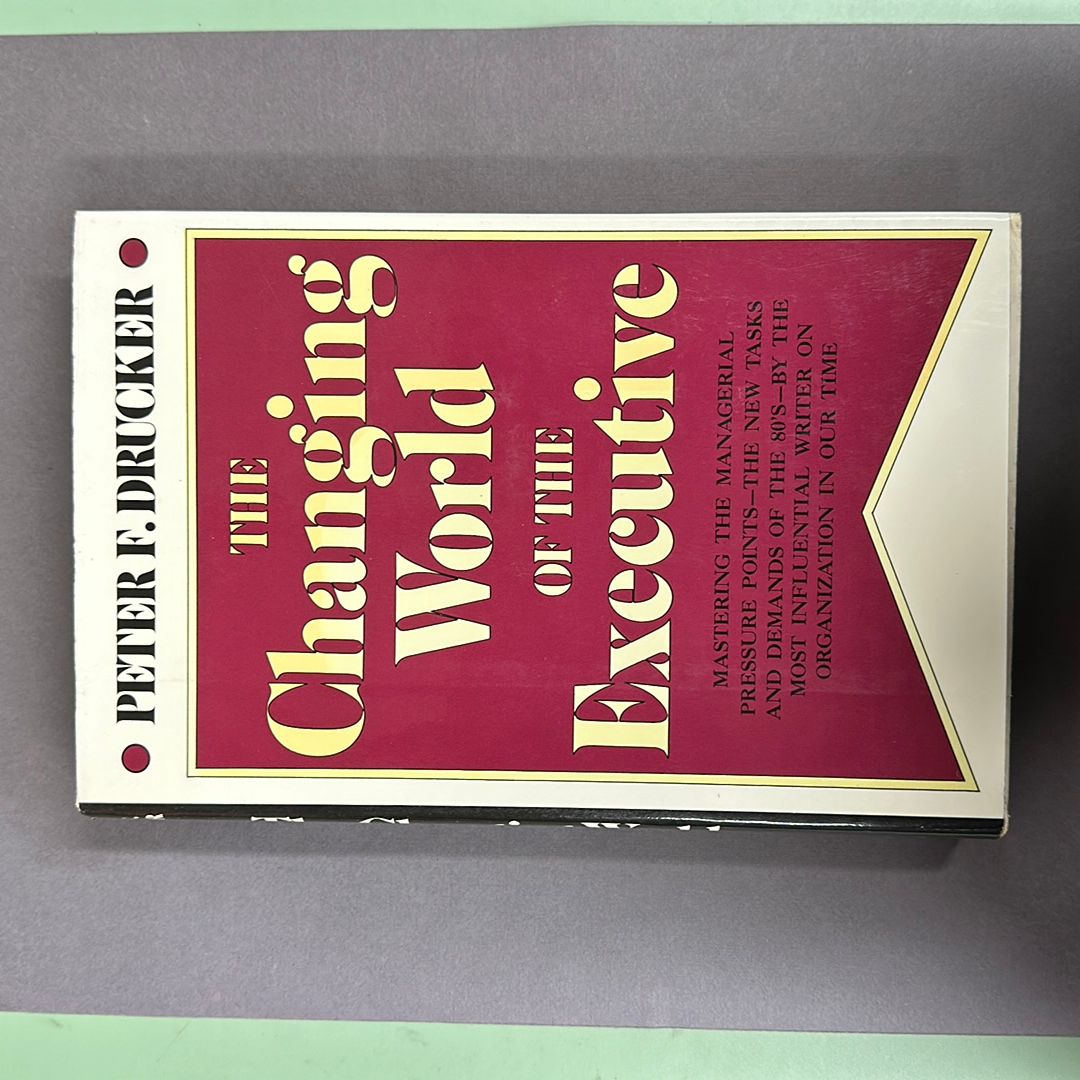 PETER F. DRUCKER
THE
Changing
World
OF THE
Executive
MASTERING THE MANAGERIAL
PRESSURE POINTS—THE NEW TASKS
AND DEMANDS OF THE 80'S—BY THE
MOST INFLUENTIAL WRITER ON
ORGANIZATION IN OUR TIME